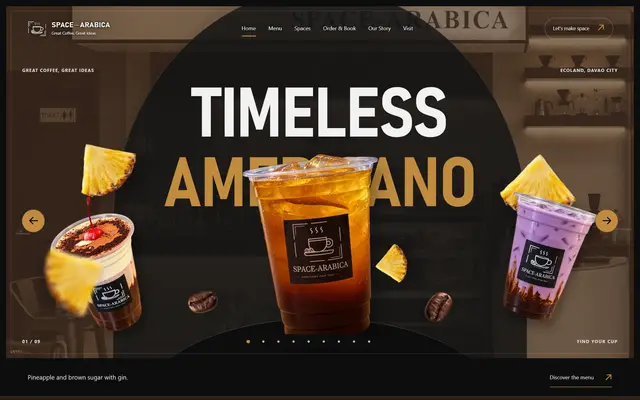 SPACE-ARABICA
SPACE-ARABICA
Great Coffee. Great Ideas.
Home
Menu
Spaces
Order & Book
Our Story
Visit
Let's make space
GREAT COFFEE, GREAT IDEAS
ECOLAND, DAVAO CITY
TIMELESS
AMERICANO
SPACE-ARABICA
01 / 09
FIND YOUR CUP
Pineapple and brown sugar with gin.
Discover the menu